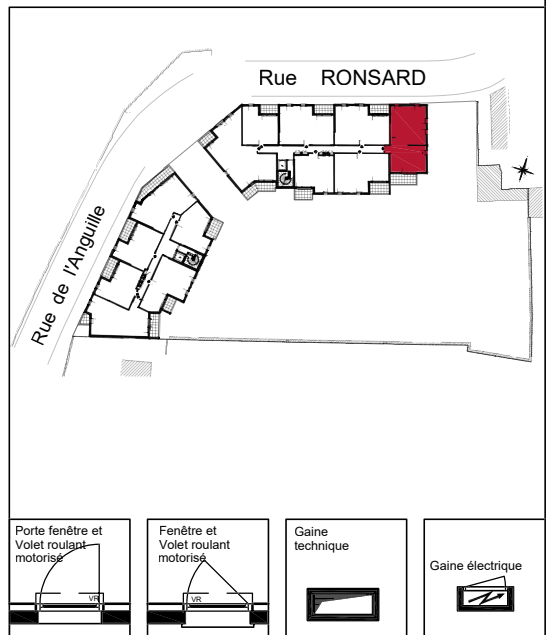 Rue RONSARD
Rue de l'Anguille
Porte fenêtre et
Volet roulant
motorisé
VR
Fenêtre et
Volet roulant
motorisé
VR
Gaine
technique
Gaine électrique